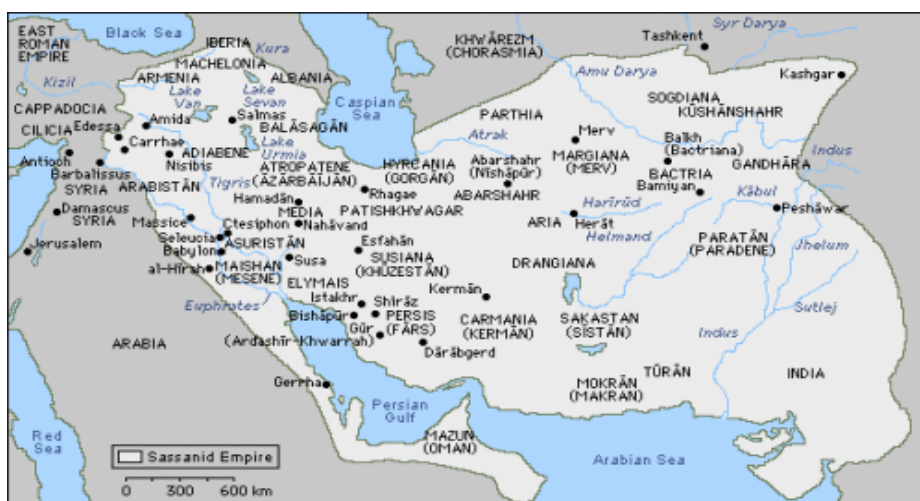 EAST
ROMAN
EMPIRE
Black Sea
IBERIA
Kura
MACHELONIA
ARMENIA
ALBANIA
Kizil
Lake
Van
Lake
Sevan
Caspian
Sea
KHWĀREZM
(CHORASMIA)
Tashkent
Syr Darya
Amu Darya
Kashgar
CAPPADOCIA
CILICIA
Edessa
Amida
Salmas
BALĀSAGĀN
Carrhae
ADIABENE
Nisibis
Lake
Urmia
Antioch
Barbalissus
SYRIA
ARABISTĀN
Tigris
ATROPATENE
(ĀZARBĀĪJĀN)
HYRCANIA
(GORGĀN)
Atrak
PARTHIA
Abarshahr
(Nīshāpūr)
ABARSHAHR
Merv
MARGIANA
(MERV)
SOGDIANA
KŪSHĀNSHAHR
Balkh
(Bactriana)
BACTRIA
Bamiyan
GANDHĀRA
Indus
Kābul
Peshāwar
Damascus
SYRIA
Jerusalem
Hamadān
MEDIA
Nahāvand
Rhagae
PATISHKHWAGAR
Massice
Ctesiphon
Seleucia
ASURISTĀN
Babylon
al-Hīrah
MAISHAN
(MESENE)
Susa
Esfahān
SUSIANA
(KHŪZESTĀN)
ELYMAIS
ARIA
Harīrūd
Herāt
Helmand
DRANGIANA
PARATĀN
(PARADENE)
Jhelum
Sutlej
Euphrates
Istakhr
Shīrāz
Bishāpūr
PERSIS
(FĀRS)
Gūr
(Ardashīr-Khwarrah)
Dārābgerd
Kermān
CARMANIA
(KERMĀN)
SAKASTAN
(SĪSTĀN)
Indus
ARABIA
Gerrha
Persian
Gulf
MOKRĀN
(MAKRĀN)
TŪRĀN
INDIA
Red
Sea
MAZUN
(OMAN)
Arabian Sea
Sassanid Empire
0 300 600 km